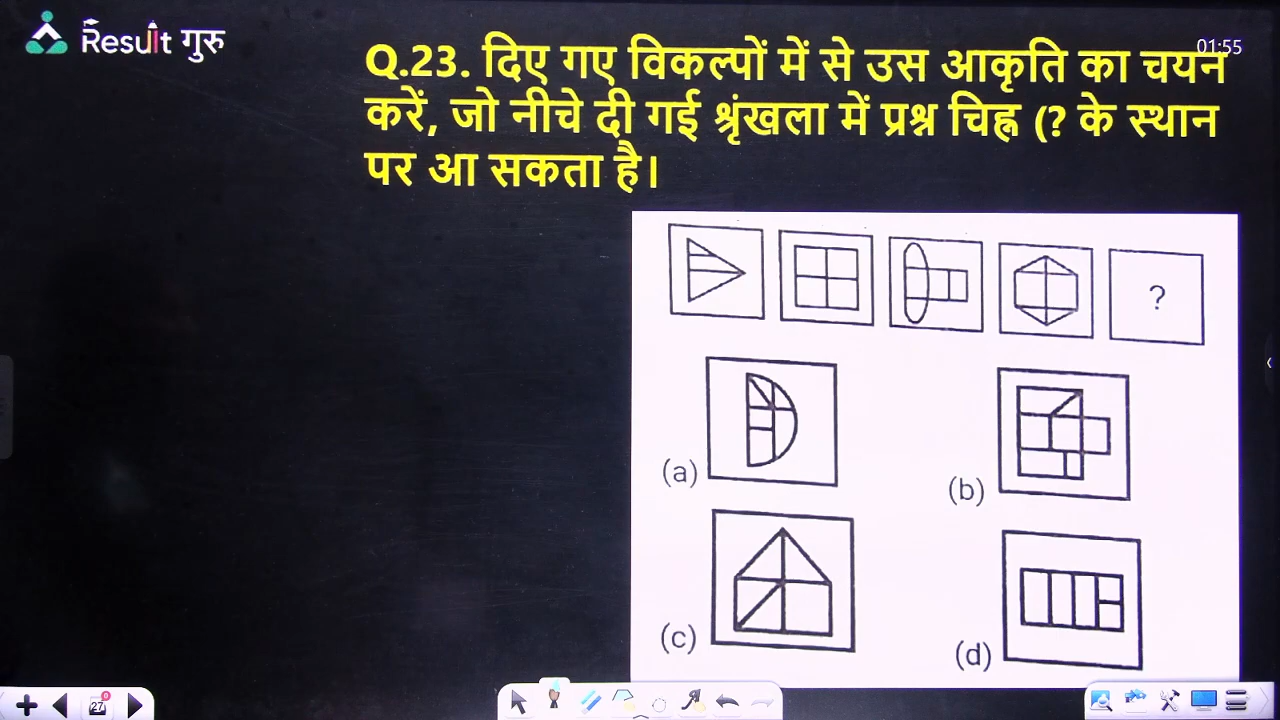 Result गुरु
01:55
Q.23. दिए गए विकल्पों में से उस आकृति का चयन
करें, जो नीचे दी गई श्रृंखला में प्रश्न चिह्न (? के स्थान
पर आ सकता है।
?
(a)
(b)
(c)
(d)
27